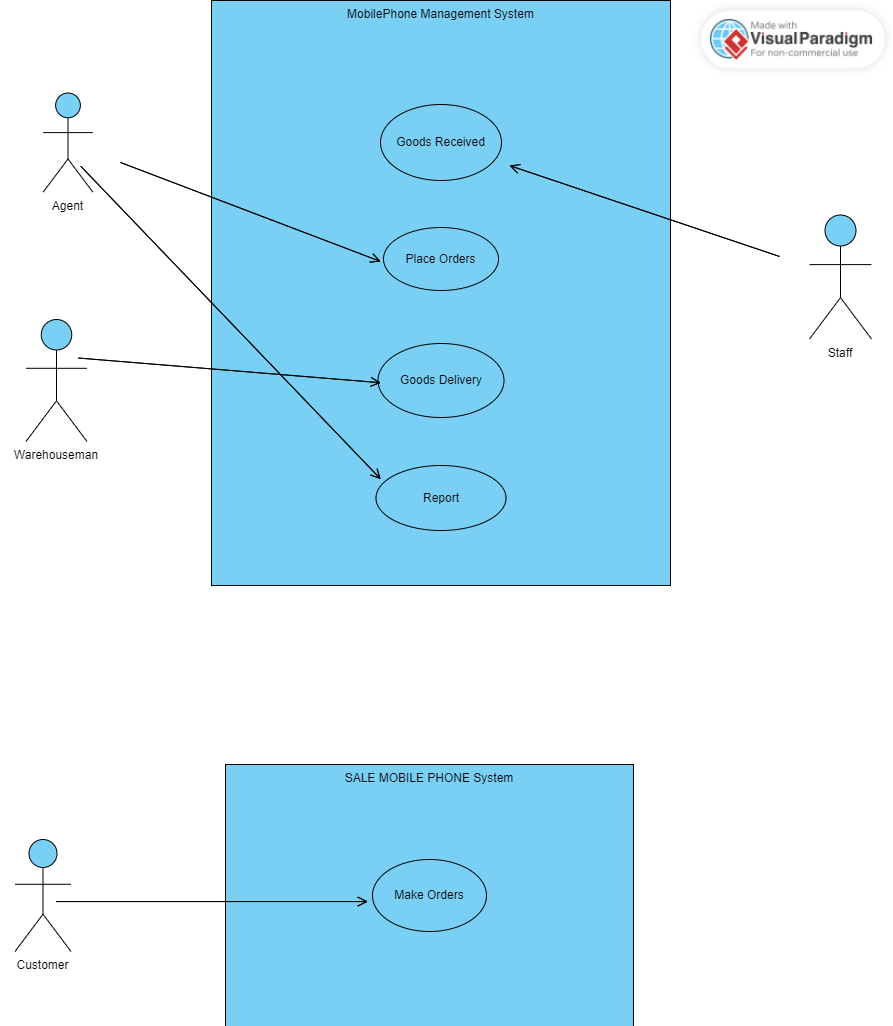 MobilePhone Management System
Made with
Visual Paradigm
For non-commercial use
Goods Received
Agent
Place Orders
Staff
Goods Delivery
Warehouseman
Report
SALE MOBILE PHONE System
Make Orders
Customer